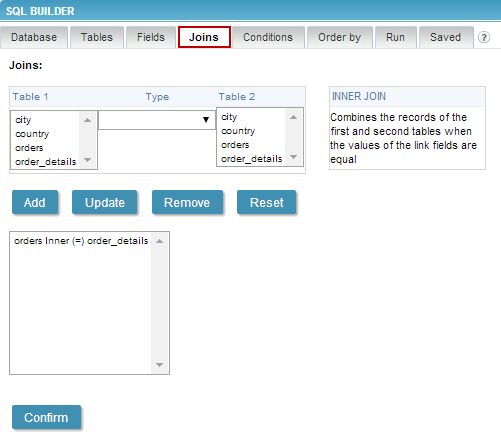 SQL BUILDER
Database Tables Fields Joins Conditions Order by Run Saved ?
Joins:
Table 1 Type Table 2
city
country
orders
order_details
city
country
orders
order_details
INNER JOIN
Combines the records of the
first and second tables when
the values of the link fields are
equal
Add Update Remove Reset
orders Inner (=) order_details
Confirm